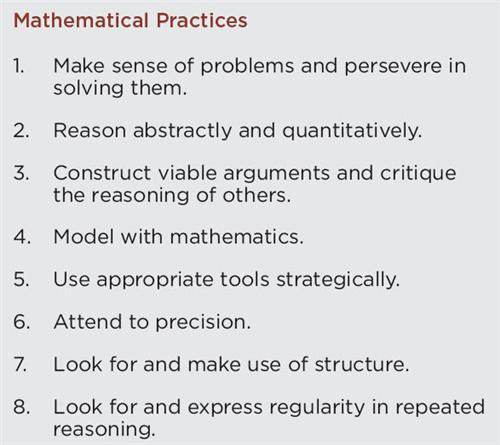 Mathematical Practices
1. Make sense of problems and persevere in
solving them.
2. Reason abstractly and quantitatively.
3. Construct viable arguments and critique
the reasoning of others.
4. Model with mathematics.
5. Use appropriate tools strategically.
6. Attend to precision.
7. Look for and make use of structure.
8. Look for and express regularity in repeated
reasoning.